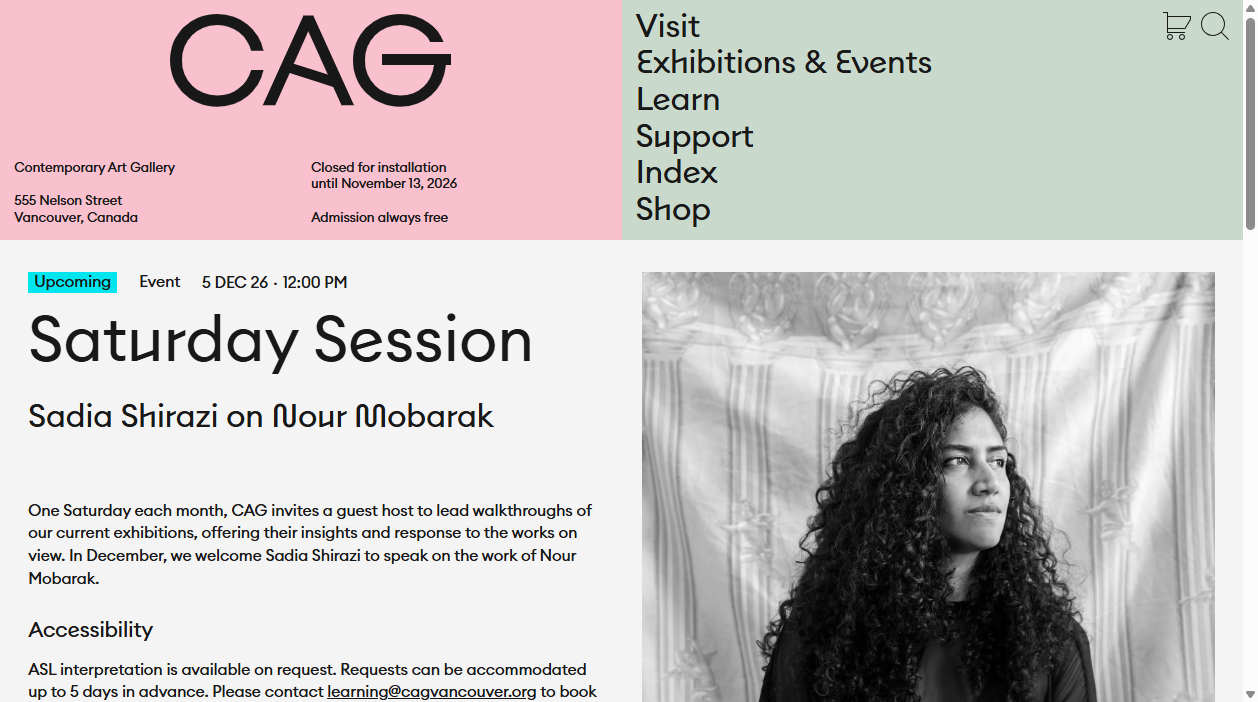 CAG
Contemporary Art Gallery
555 Nelson Street
Vancouver, Canada
Closed for installation
until November 13, 2026
Admission always free
Visit
Exhibitions & Events
Learn
Support
Index
Shop
Upcoming Event 5 DEC 26 · 12:00 PM
Saturday Session
Sadia Shirazi on Nour Mobarak
One Saturday each month, CAG invites a guest host to lead walkthroughs of
our current exhibitions, offering their insights and response to the works on
view. In December, we welcome Sadia Shirazi to speak on the work of Nour
Mobarak.
Accessibility
ASL interpretation is available on request. Requests can be accommodated
up to 5 days in advance. Please contact learning@cagvancouver.org to book